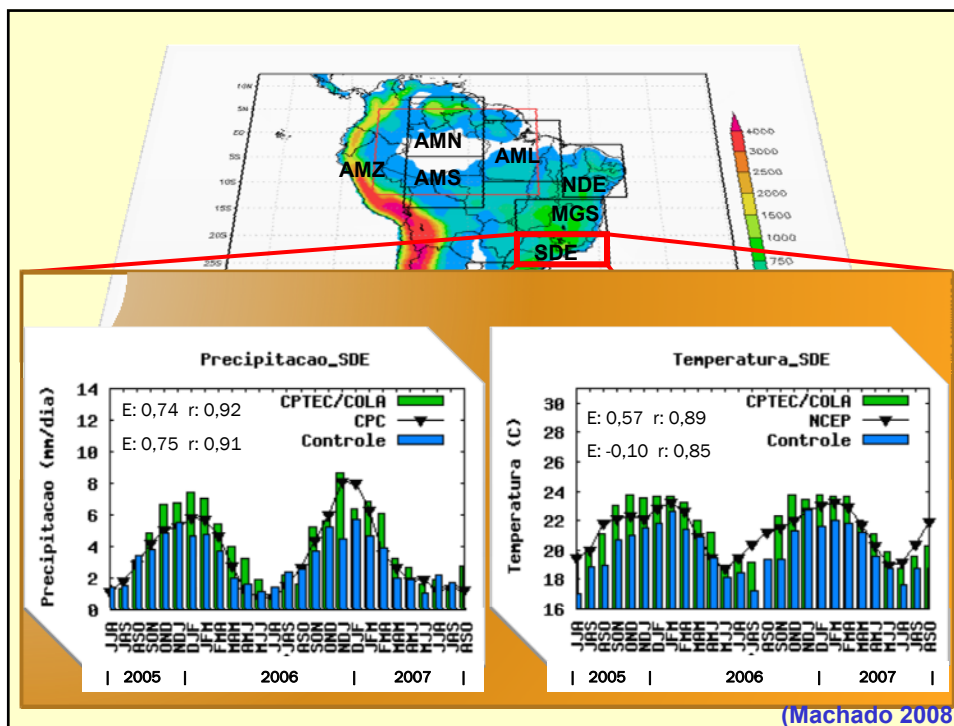 10N
5N
EQ
5S
10S
15S
20S
25S
AMN
AML
AMZ
AMS
NDE
MGS
SDE
4000
3000
2500
2000
1500
1000
750
Precipitacao_SDE
Precipitacao (mm/dia)
14
12
10
8
6
4
2
0
E: 0,74 r: 0,92
E: 0,75 r: 0,91
CPTEC/COLA
CPC
Controle
JJA JAS ASO SON OND NDJ DJF JFM FMA MAM AMJ MJJ JJA JAS ASO SON OND NDJ DJF JFM FMA MAM AMJ MJJ JJA JAS ASO
| 2005 | 2006 | 2007 |
Temperatura_SDE
Temperatura (C)
30
28
26
24
22
20
18
16
E: 0,57 r: 0,89
E: -0,10 r: 0,85
CPTEC/COLA
NCEP
Controle
JJA JAS ASO SON OND NDJ DJF JFM FMA MAM AMJ MJJ JJA JAS ASO SON OND NDJ DJF JFM FMA MAM AMJ MJJ JJA JAS ASO
| 2005 | 2006 | 2007 |
(Machado 2008